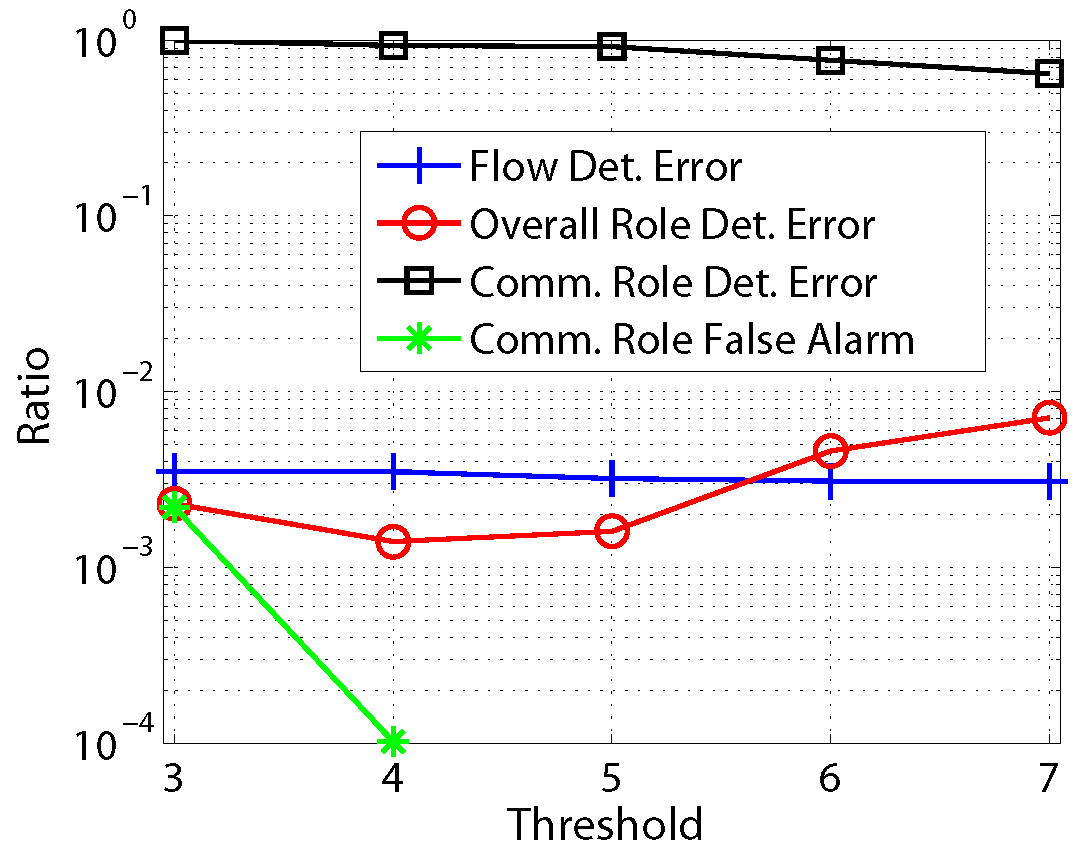 10^0
10^−1
10^−2
10^−3
10^−4
Ratio
Flow Det. Error
Overall Role Det. Error
Comm. Role Det. Error
Comm. Role False Alarm
3 4 5 6 7
Threshold